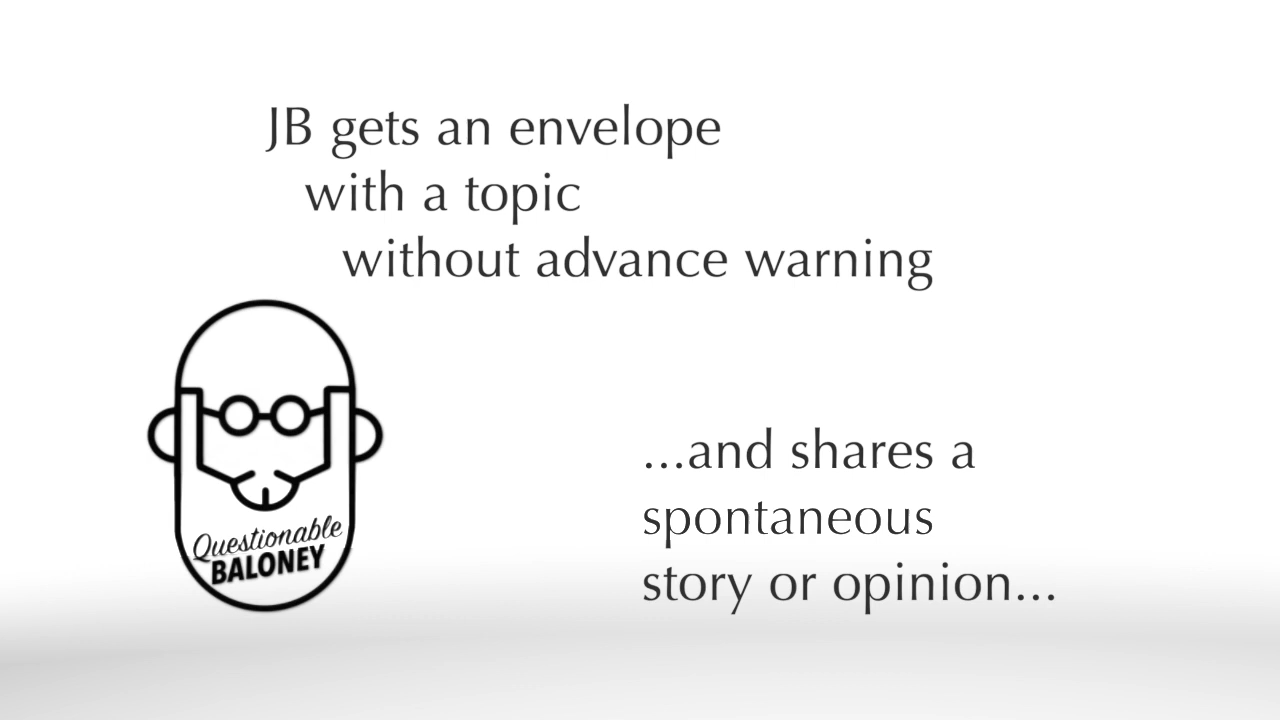 JB gets an envelope
with a topic
without advance warning
...and shares a
spontaneous
story or opinion...
Questionable
BALONEY